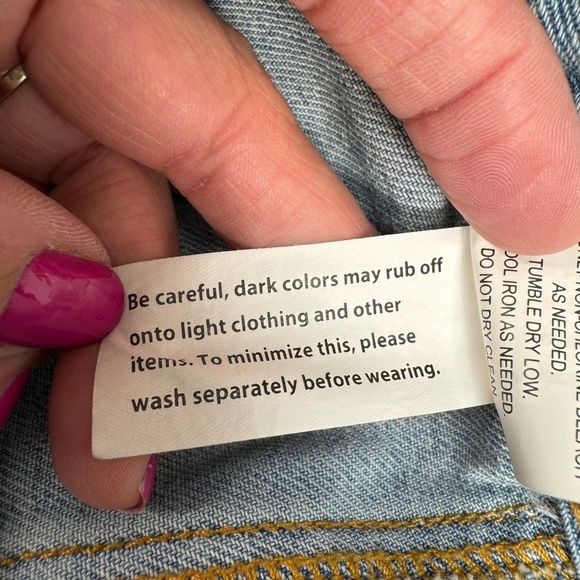 Be careful, dark colors may rub off
onto light clothing and other
items. To minimize this, please
wash separately before wearing.
AS NEEDED.
TUMBLE DRY LOW.
IRON AS NEEDED.
DO NOT DRY CLEAN.